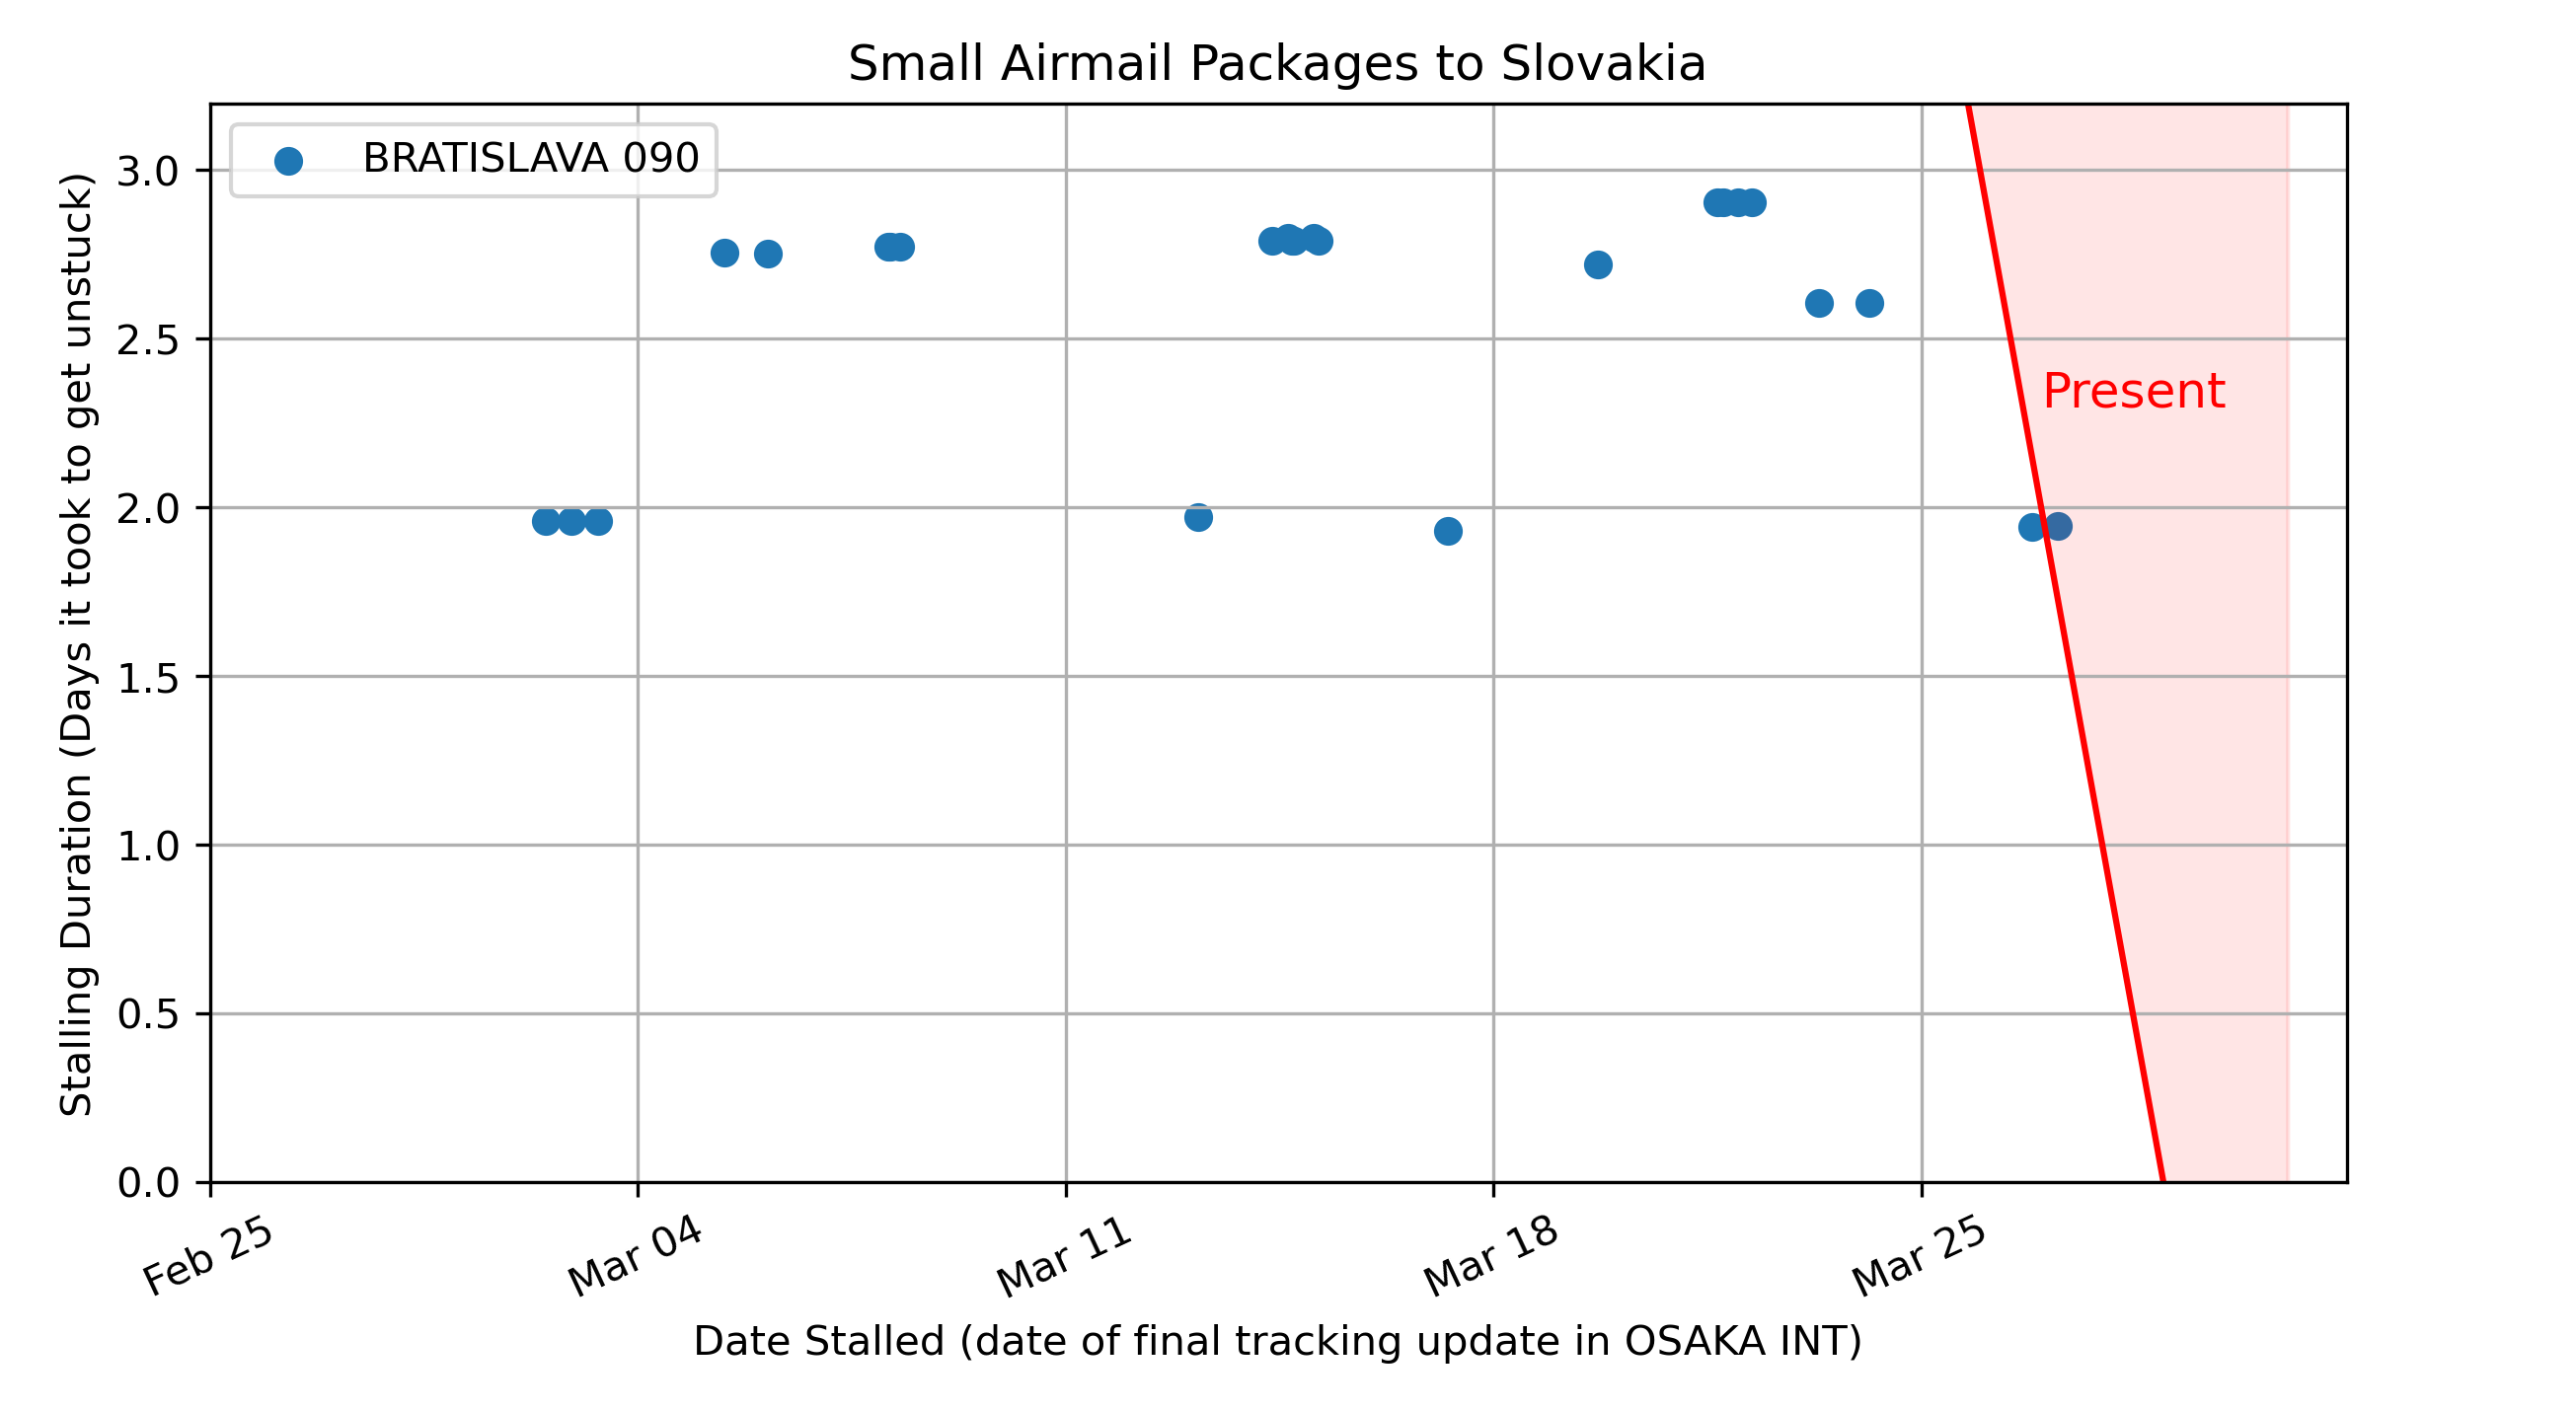 Small Airmail Packages to Slovakia
BRATISLAVA 090
Stalling Duration (Days it took to get unstuck)
3.0
2.5
2.0
1.5
1.0
0.5
0.0
Present
Feb 25
Mar 04
Mar 11
Mar 18
Mar 25
Date Stalled (date of final tracking update in OSAKA INT)